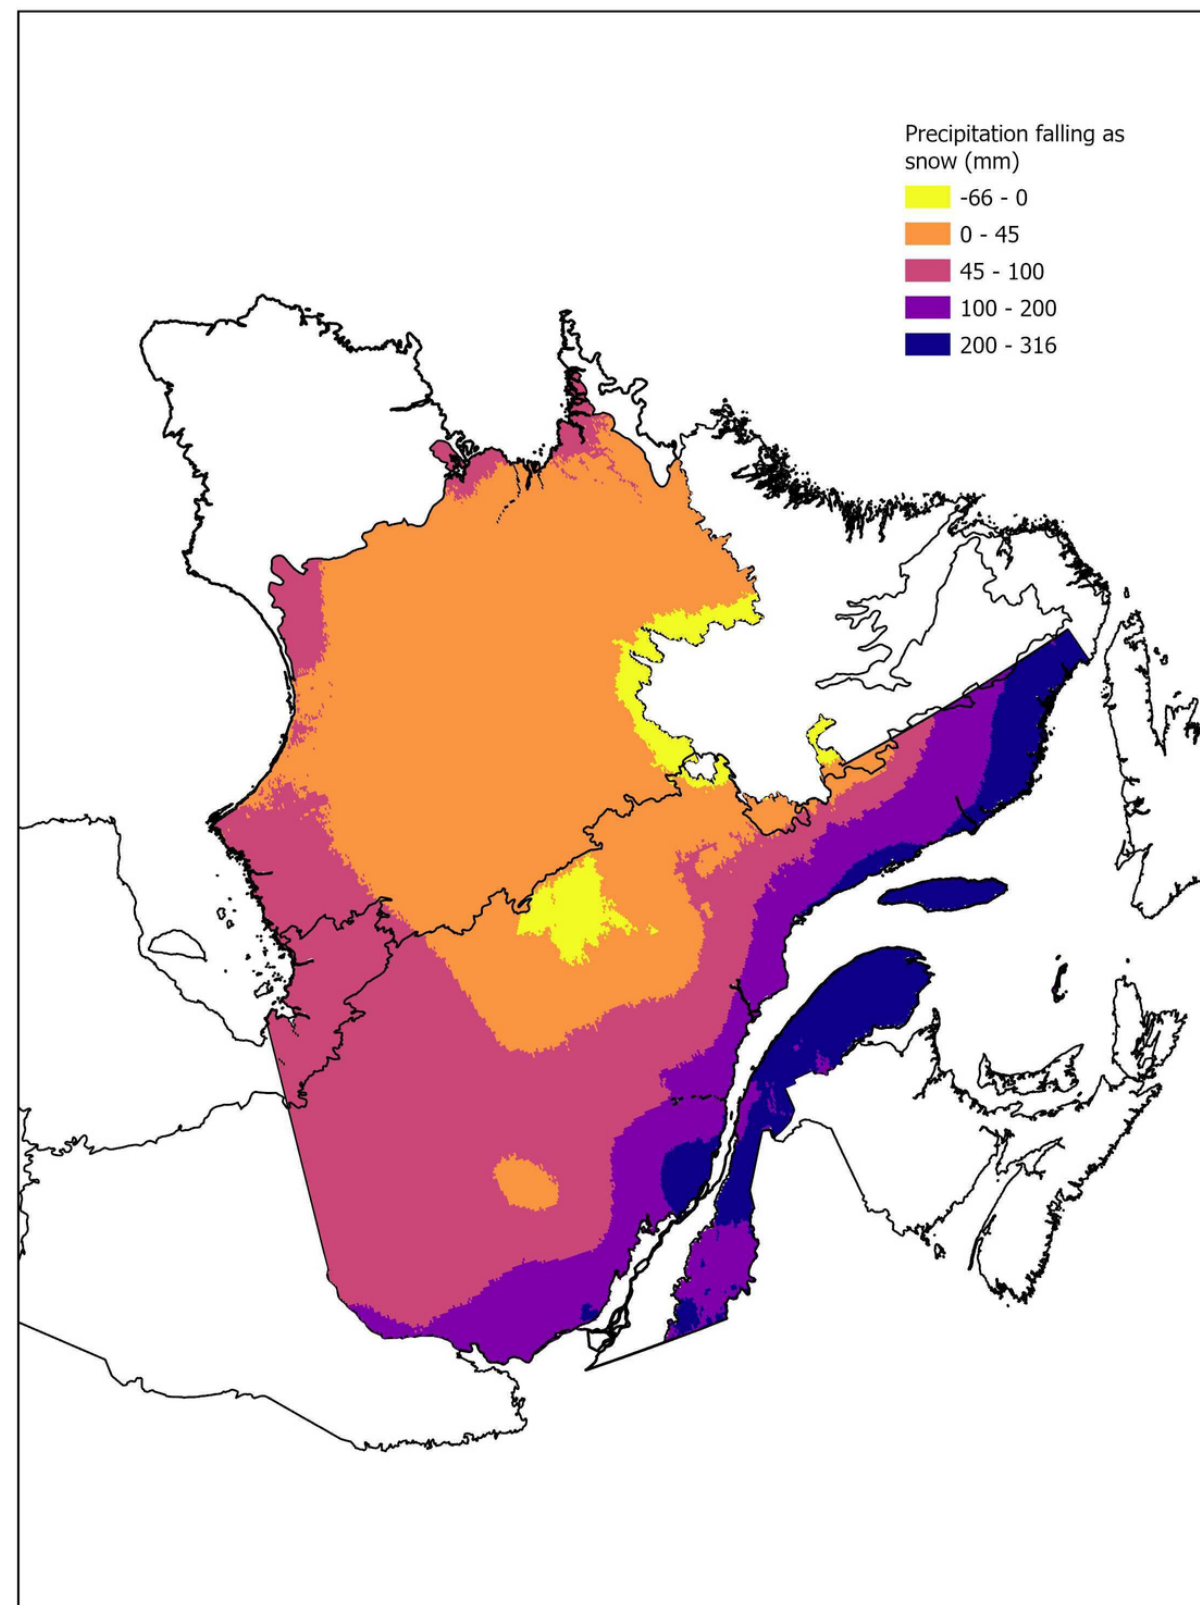 Precipitation falling as
snow (mm)
-66 - 0
0 - 45
45 - 100
100 - 200
200 - 316